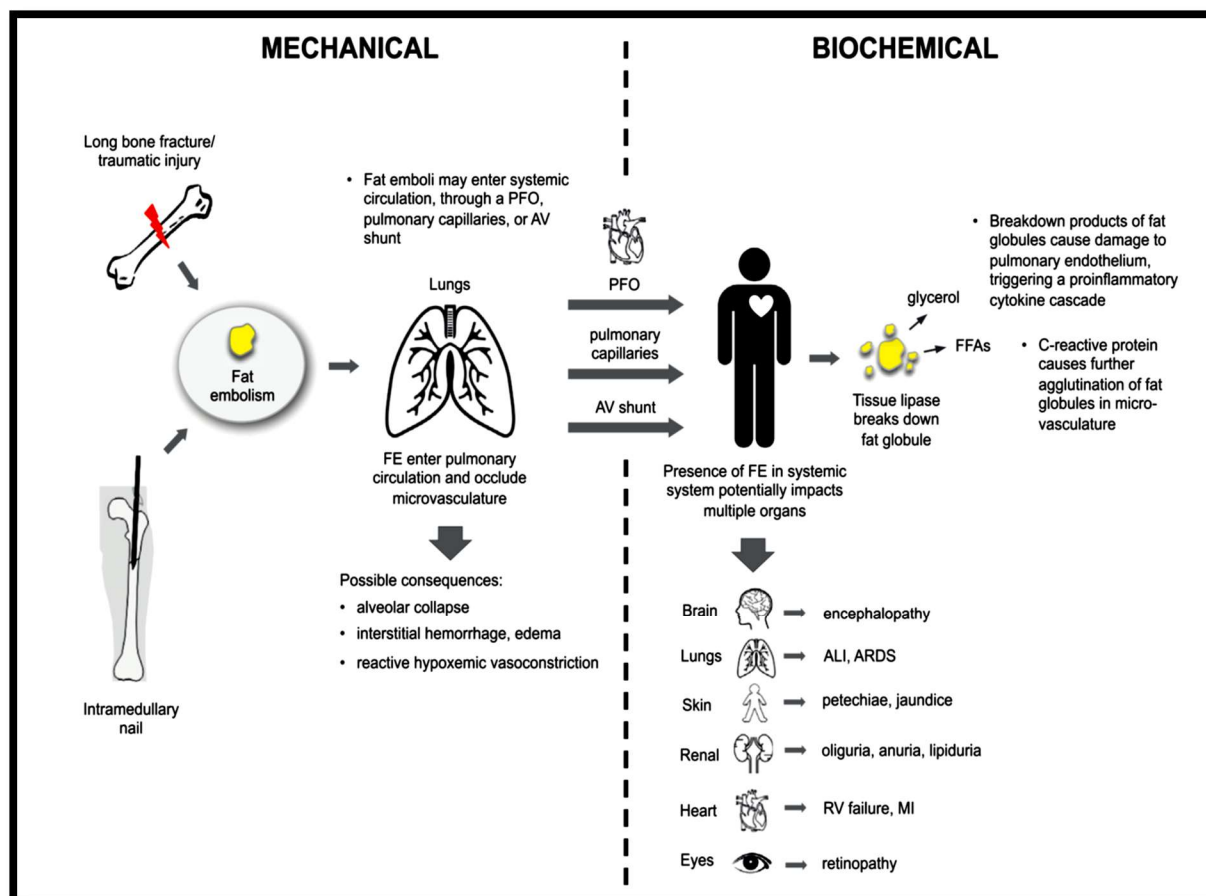 MECHANICAL
Long bone fracture/
traumatic injury
Fat
embolism
Intramedullary
nail
• Fat emboli may enter systemic
circulation, through a PFO,
pulmonary capillaries, or AV
shunt
Lungs
FE enter pulmonary
circulation and occlude
microvasculature
Possible consequences:
• alveolar collapse
• interstitial hemorrhage, edema
• reactive hypoxemic vasoconstriction
PFO
pulmonary
capillaries
AV shunt
BIOCHEMICAL
Presence of FE in systemic
system potentially impacts
multiple organs
glycerol
FFAs
Tissue lipase
breaks down
fat globule
• Breakdown products of fat
globules cause damage to
pulmonary endothelium,
triggering a proinflammatory
cytokine cascade
• C-reactive protein
causes further
agglutination of fat
globules in micro-
vasculature
Brain encephalopathy
Lungs ALI, ARDS
Skin petechiae, jaundice
Renal oliguria, anuria, lipiduria
Heart RV failure, MI
Eyes retinopathy